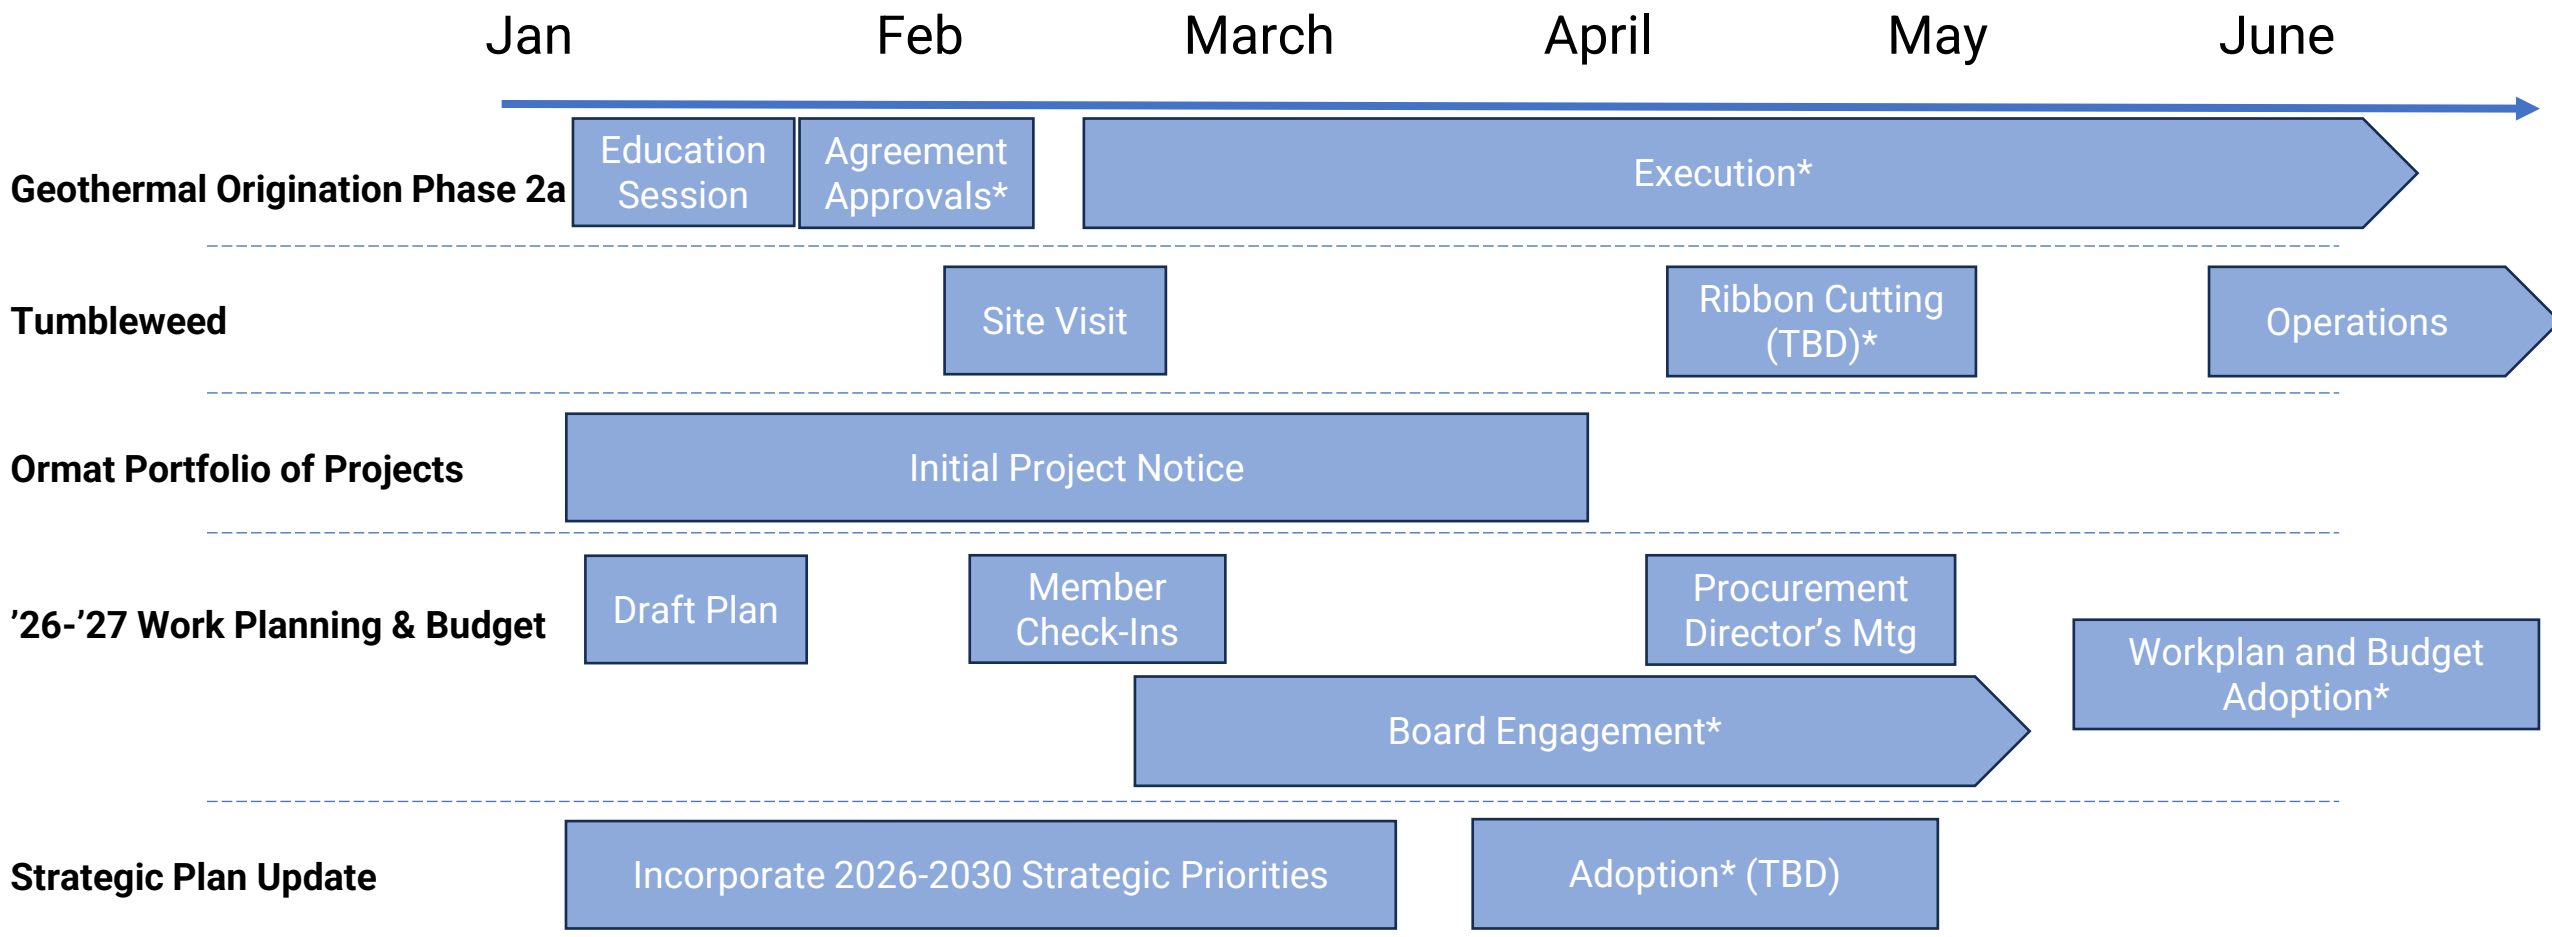 Jan Feb March April May June
Geothermal Origination Phase 2a
Education
Session
Agreement
Approvals*
Execution*
Tumbleweed
Site Visit
Ribbon Cutting
(TBD)*
Operations
Ormat Portfolio of Projects
Initial Project Notice
’26-’27 Work Planning & Budget
Draft Plan
Member
Check-Ins
Procurement
Director’s Mtg
Workplan and Budget
Adoption*
Board Engagement*
Strategic Plan Update
Incorporate 2026-2030 Strategic Priorities
Adoption* (TBD)